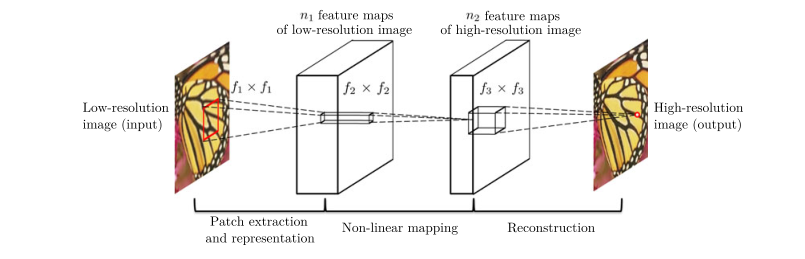 n₁ feature maps
of low-resolution image
n₂ feature maps
of high-resolution image
f₁ × f₁
f₂ × f₂
f₃ × f₃
Low-resolution
image (input)
High-resolution
image (output)
Patch extraction
and representation
Non-linear mapping
Reconstruction